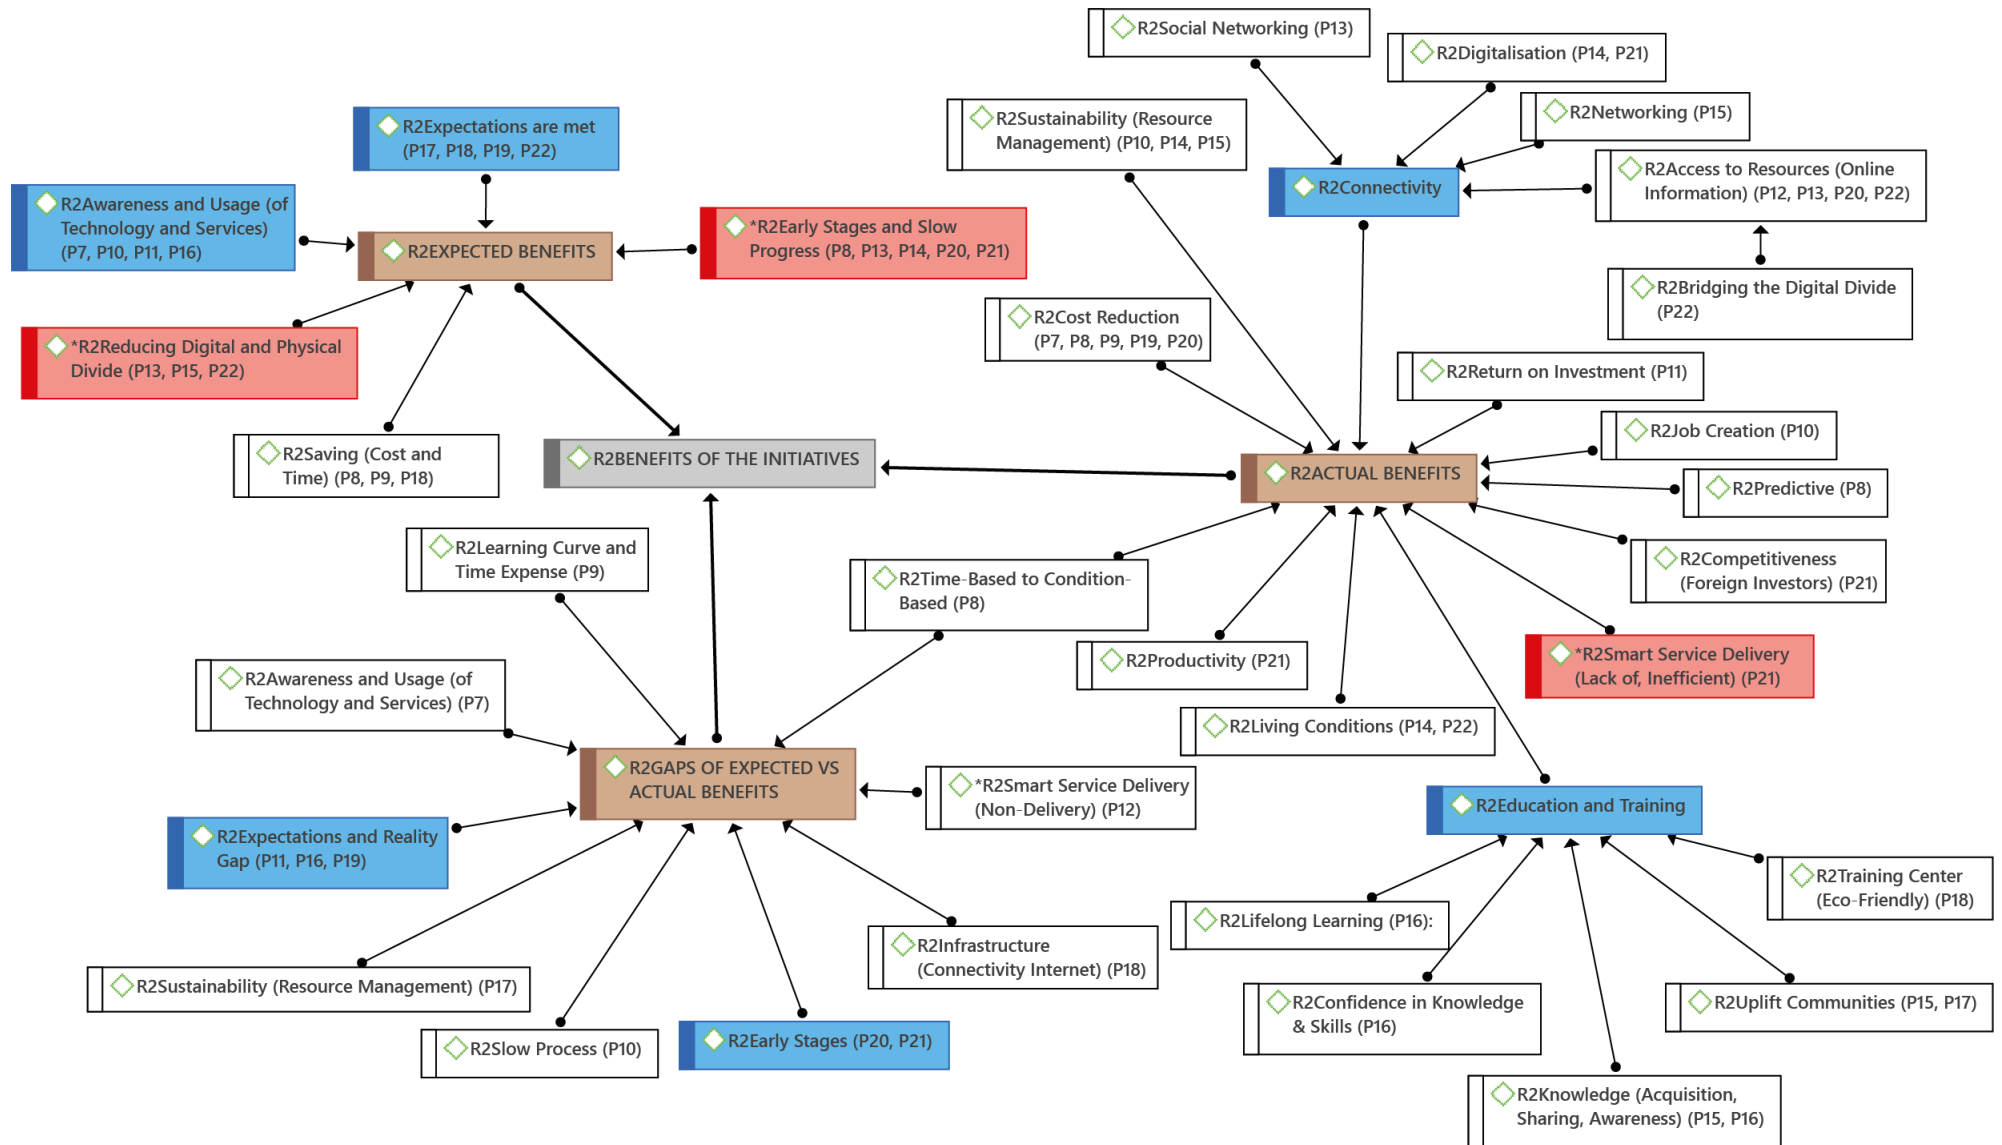 R2Social Networking (P13)
R2Digitalisation (P14, P21)
R2Networking (P15)
R2Sustainability (Resource
Management) (P10, P14, P15)
R2Expectations are met
(P17, P18, P19, P22)
R2Access to Resources (Online
Information) (P12, P13, P20, P22)
R2Connectivity
R2Awareness and Usage (of
Technology and Services)
(P7, P10, P11, P16)
*R2Early Stages and Slow
Progress (P8, P13, P14, P20, P21)
R2EXPECTED BENEFITS
R2Bridging the Digital Divide
(P22)
R2Cost Reduction
(P7, P8, P9, P19, P20)
*R2Reducing Digital and Physical
Divide (P13, P15, P22)
R2Return on Investment (P11)
R2Job Creation (P10)
R2Saving (Cost and
Time) (P8, P9, P18)
R2BENEFITS OF THE INITIATIVES
R2ACTUAL BENEFITS
R2Predictive (P8)
R2Learning Curve and
Time Expense (P9)
R2Time-Based to Condition-
Based (P8)
R2Competitiveness
(Foreign Investors) (P21)
R2Productivity (P21)
*R2Smart Service Delivery
(Lack of, Inefficient) (P21)
R2Awareness and Usage (of
Technology and Services) (P7)
R2Living Conditions (P14, P22)
R2GAPS OF EXPECTED VS
ACTUAL BENEFITS
*R2Smart Service Delivery
(Non-Delivery) (P12)
R2Education and Training
R2Expectations and Reality
Gap (P11, P16, P19)
R2Training Center
(Eco-Friendly) (P18)
R2Lifelong Learning (P16):
R2Infrastructure
(Connectivity Internet) (P18)
R2Sustainability (Resource Management) (P17)
R2Confidence in Knowledge
& Skills (P16)
R2Uplift Communities (P15, P17)
R2Slow Process (P10)
R2Early Stages (P20, P21)
R2Knowledge (Acquisition,
Sharing, Awareness) (P15, P16)